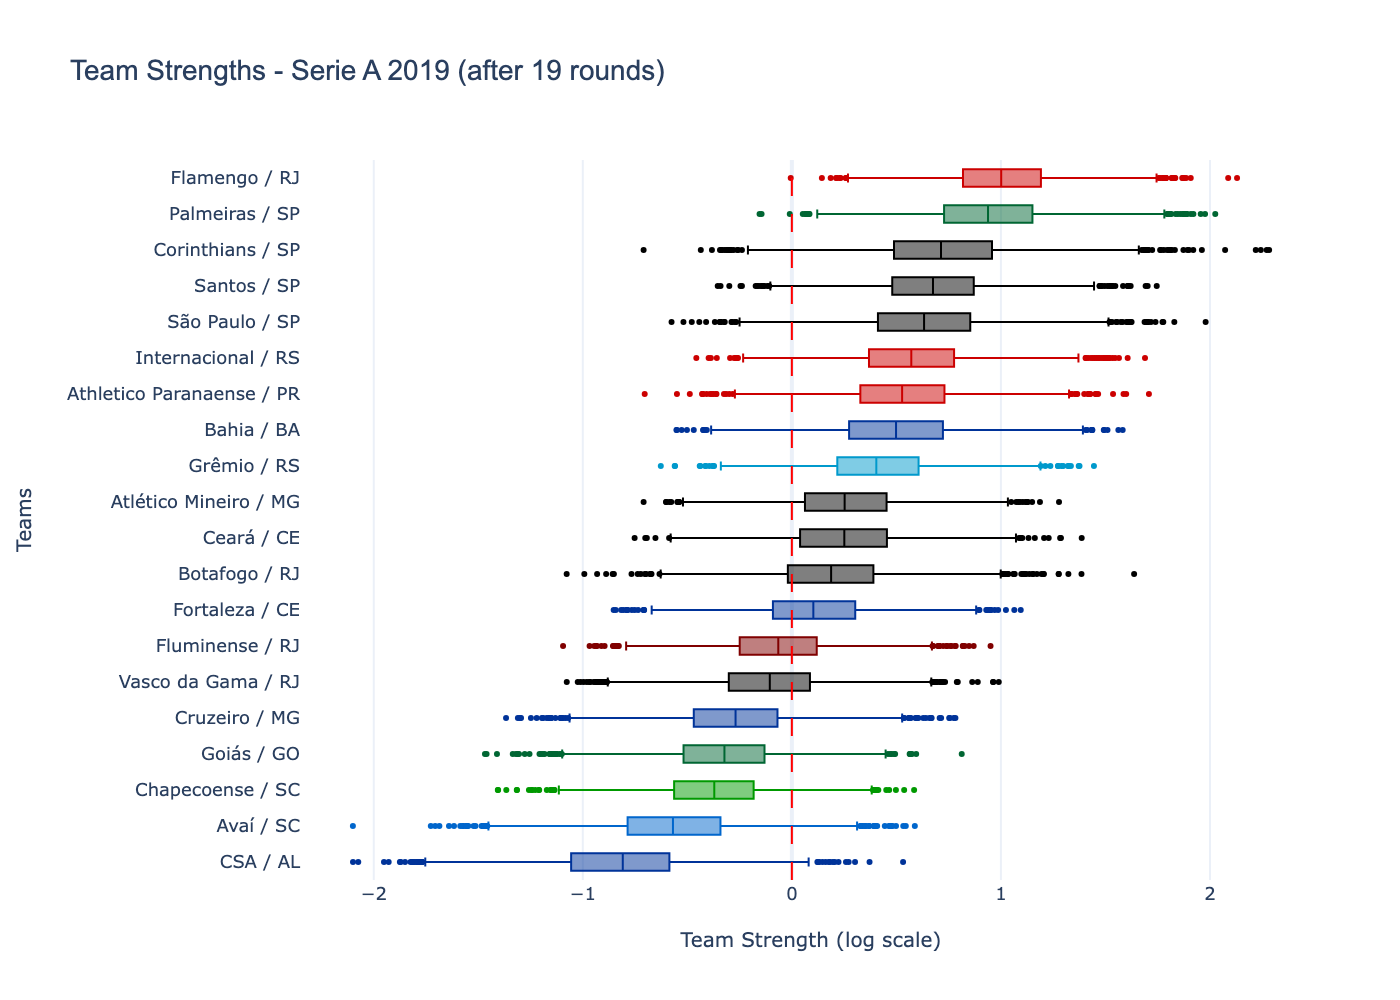 Team Strengths - Serie A 2019 (after 19 rounds)
Flamengo / RJ
Palmeiras / SP
Corinthians / SP
Santos / SP
São Paulo / SP
Internacional / RS
Athletico Paranaense / PR
Bahia / BA
Grêmio / RS
Atlético Mineiro / MG
Ceará / CE
Botafogo / RJ
Fortaleza / CE
Fluminense / RJ
Vasco da Gama / RJ
Cruzeiro / MG
Goiás / GO
Chapecoense / SC
Avaí / SC
CSA / AL
Teams
−2 −1 0 1 2
Team Strength (log scale)